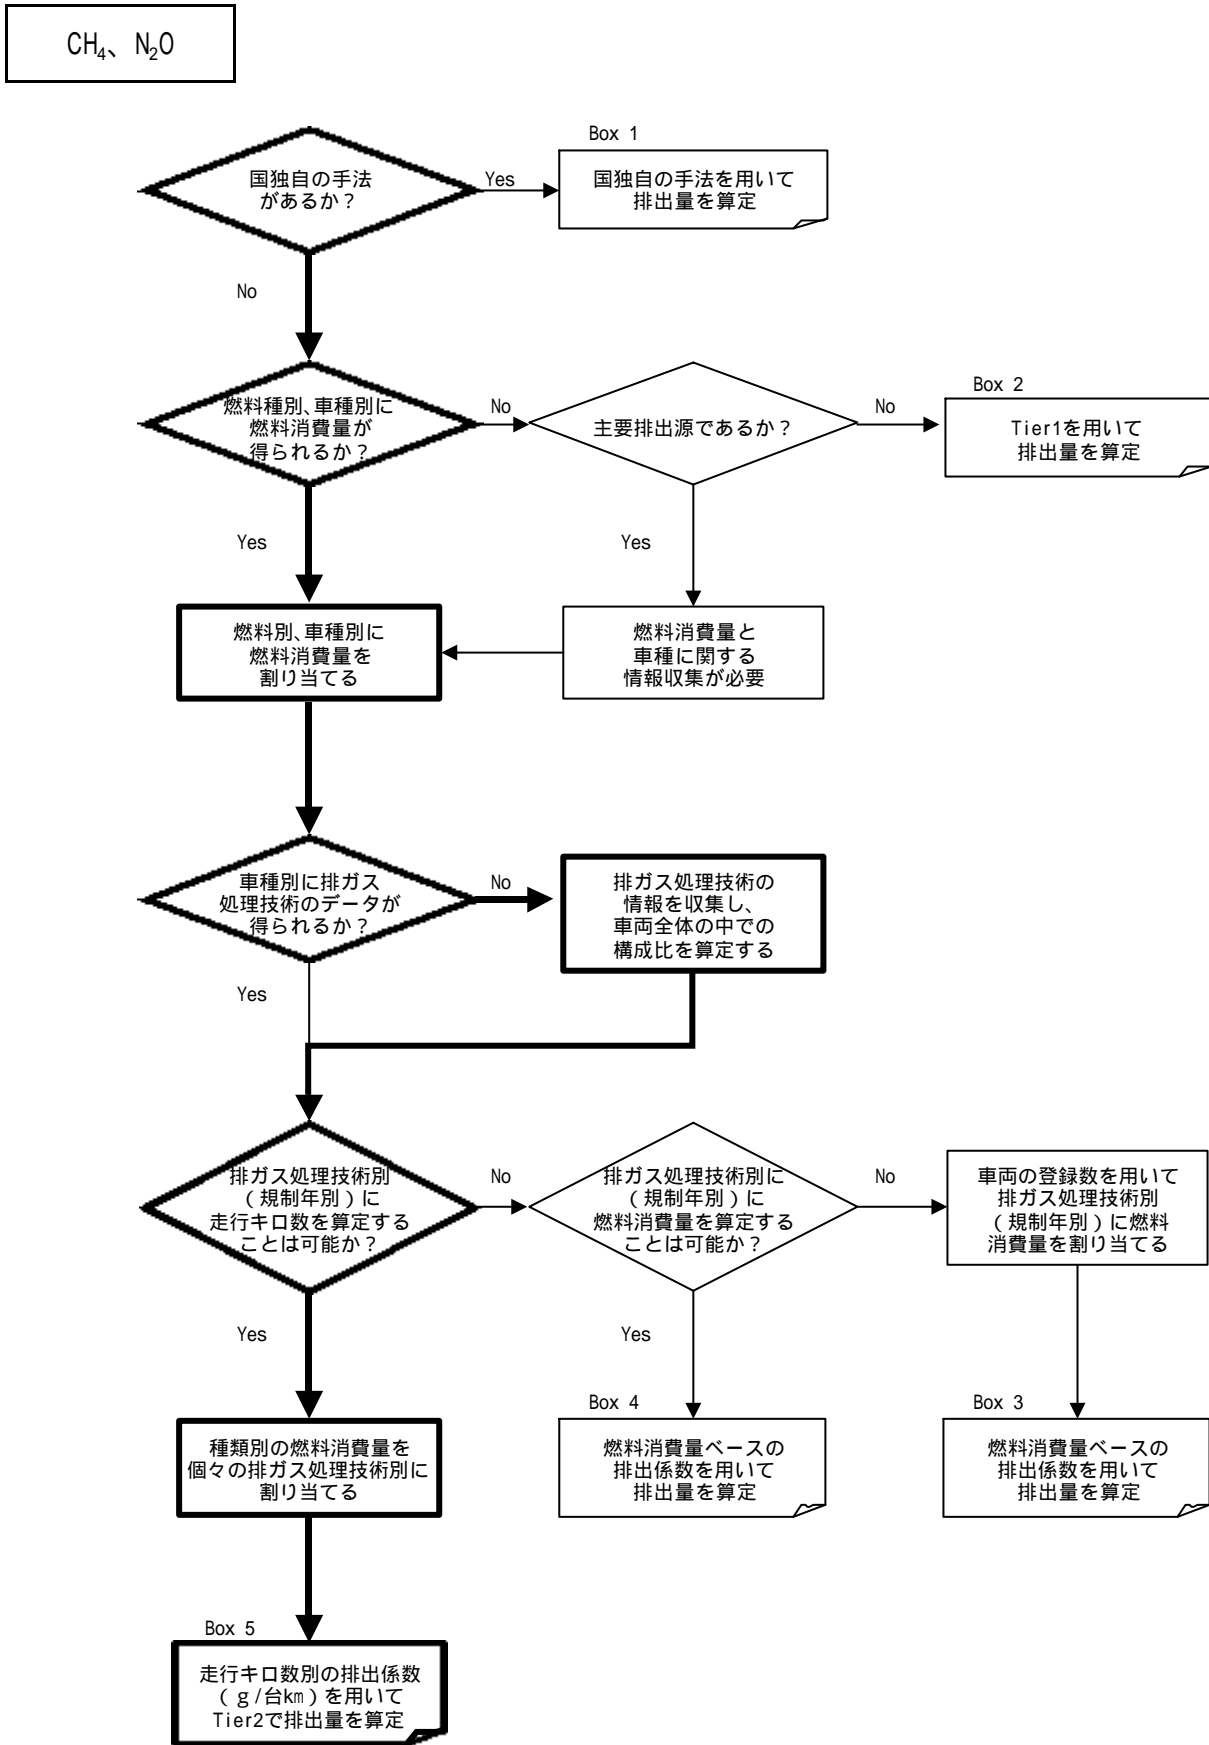 CH₄、N₂O
Box 1
国独自の手法
があるか？
Yes
国独自の手法を用いて
排出量を算定
No
Box 2
燃料種別、車種別に
燃料消費量が
得られるか？
No
主要排出源であるか？
No
Tier1を用いて
排出量を算定
Yes
Yes
燃料別、車種別に
燃料消費量を
割り当てる
燃料消費量と
車種に関する
情報収集が必要
車種別に排ガス
処理技術のデータが
得られるか？
No
排ガス処理技術の
情報を収集し、
車両全体の中での
構成比を算定する
Yes
排ガス処理技術別
（規制年別）に
走行キロ数を算定する
ことは可能か？
No
排ガス処理技術別に
（規制年別）に
燃料消費量を算定する
ことは可能か？
No
車両の登録数を用いて
排ガス処理技術別
（規制年別）に燃料
消費量を割り当てる
Yes
Yes
Box 4
Box 3
種類別の燃料消費量を
個々の排ガス処理技術別に
割り当てる
燃料消費量ベースの
排出係数を用いて
排出量を算定
燃料消費量ベースの
排出係数を用いて
排出量を算定
Box 5
走行キロ数別の排出係数
（ｇ/台㎞）を用いて
Tier2で排出量を算定